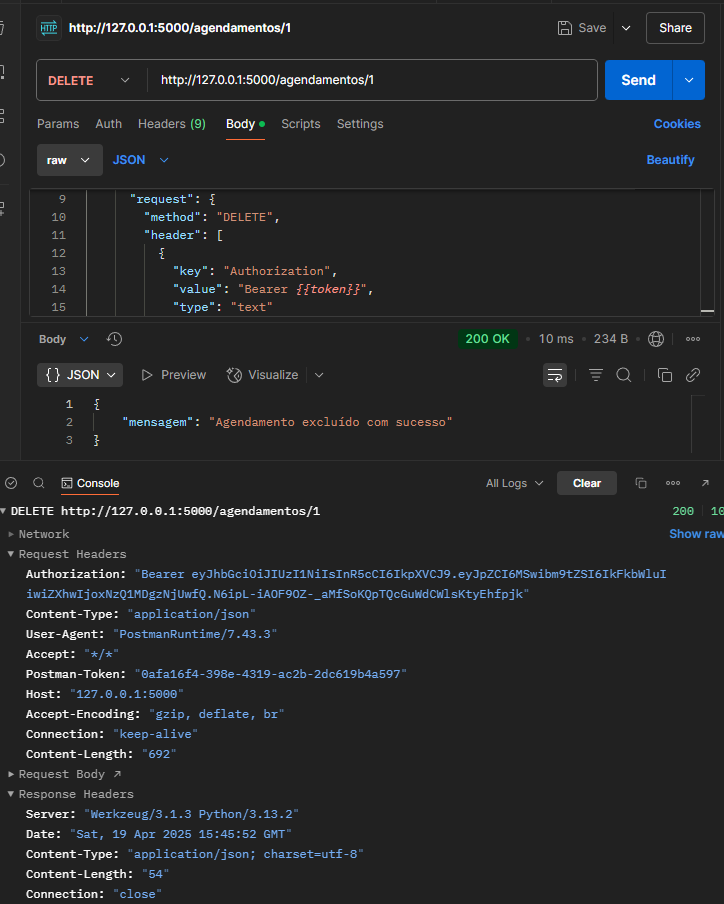 HTTP http://127.0.0.1:5000/agendamentos/1 Save Share
DELETE http://127.0.0.1:5000/agendamentos/1 Send
Params Auth Headers (9) Body Scripts Settings Cookies
raw JSON Beautify
9 "request": {
10 "method": "DELETE",
11 "header": [
12 {
13 "key": "Authorization",
14 "value": "Bearer {{token}}",
15 "type": "text"
Body 200 OK • 10 ms • 234 B •
{} JSON Preview Visualize
1 {
2 "mensagem": "Agendamento excluído com sucesso"
3 }
Console All Logs Clear
DELETE http://127.0.0.1:5000/agendamentos/1 200 10
Network Show raw
Request Headers
Authorization: "Bearer eyJhbGciOiJIUzI1NiIsInR5cCI6IkpXVCJ9.eyJpZCI6MSwibm9tZSI6IkFkbWluI
iwiZXhwIjoxNzQ1MDgzNjUwfQ.N6ipL-iAOF9OZ-_aMfSoKQpTQcGuWdCWlsKtyEhfpjk"
Content-Type: "application/json"
User-Agent: "PostmanRuntime/7.43.3"
Accept: "*/*"
Postman-Token: "0afa16f4-398e-4319-ac2b-2dc619b4a597"
Host: "127.0.0.1:5000"
Accept-Encoding: "gzip, deflate, br"
Connection: "keep-alive"
Content-Length: "692"
Request Body
Response Headers
Server: "Werkzeug/3.1.3 Python/3.13.2"
Date: "Sat, 19 Apr 2025 15:45:52 GMT"
Content-Type: "application/json; charset=utf-8"
Content-Length: "54"
Connection: "close"